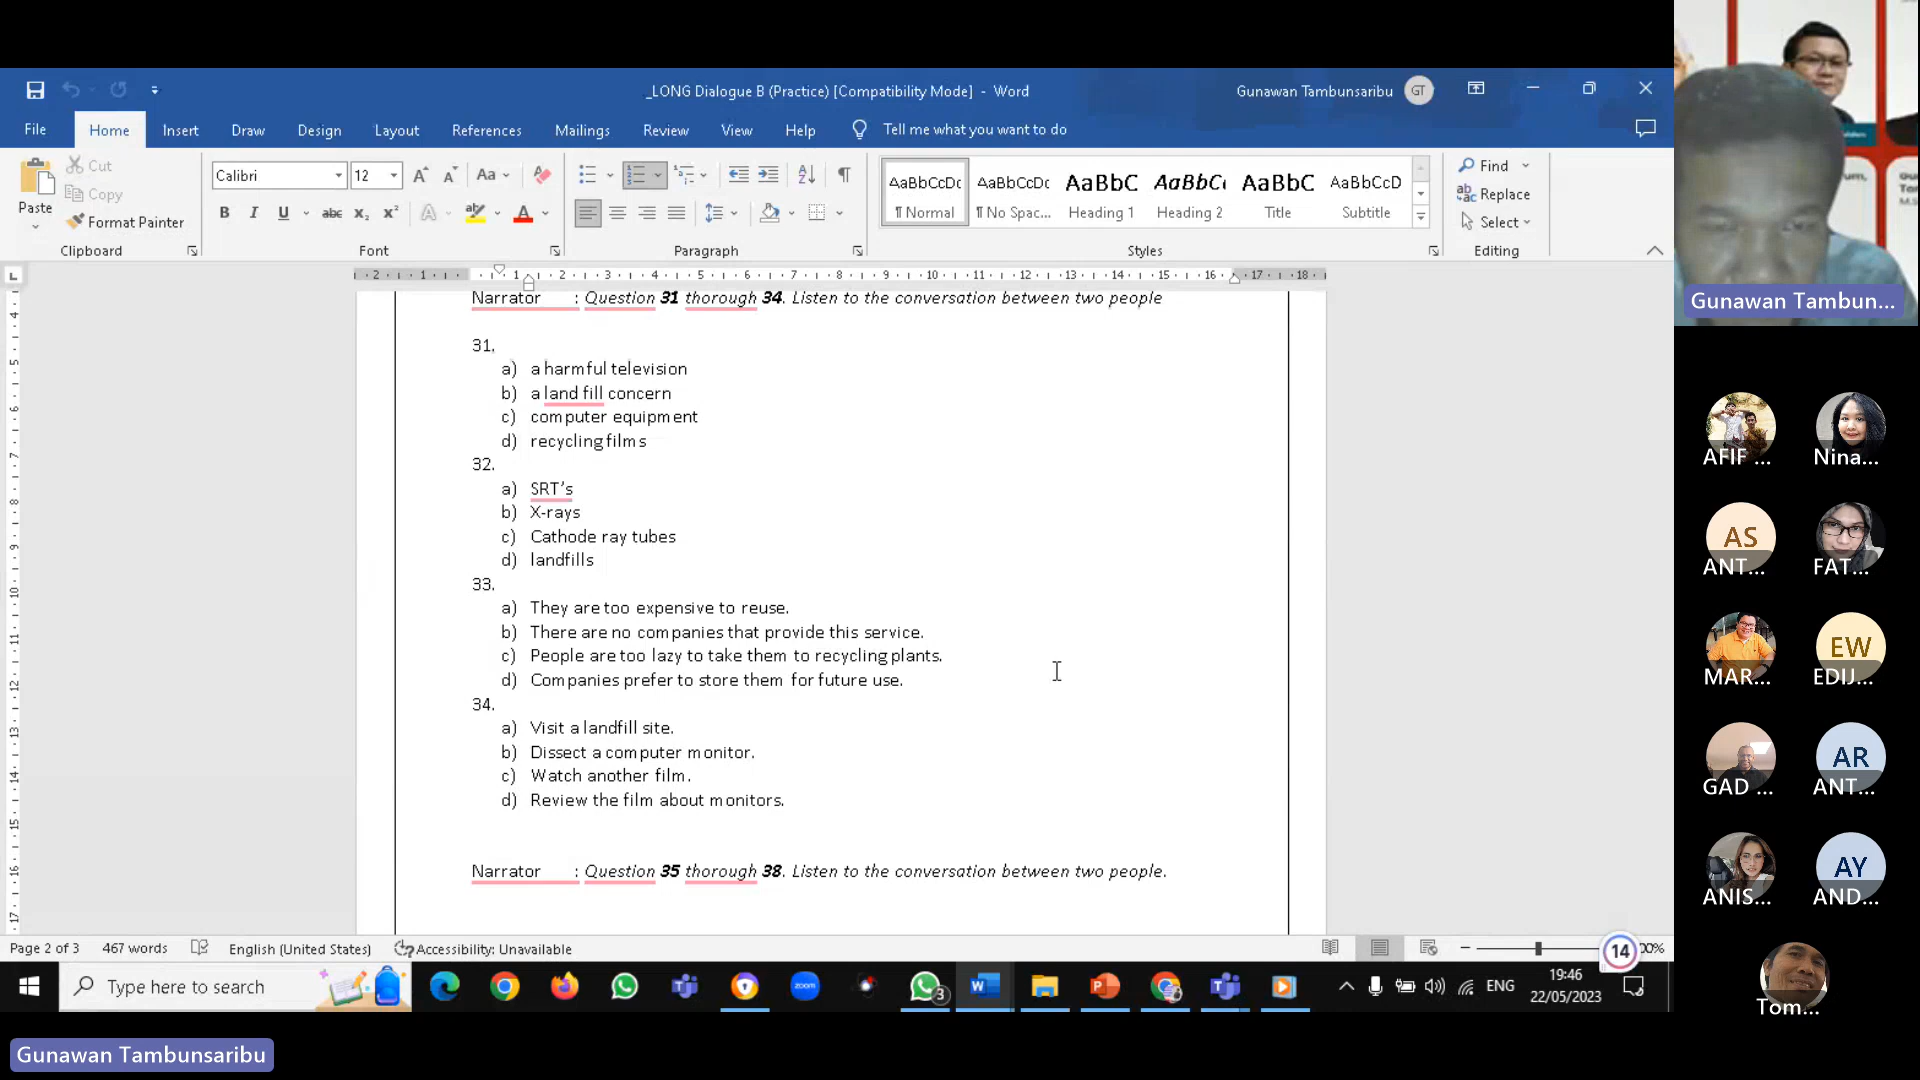 _LONG Dialogue B (Practice) [Compatibility Mode] - Word
Gunawan Tambunsaribu
GT
File
Home
Insert
Draw
Design
Layout
References
Mailings
Review
View
Help
Tell me what you want to do
Paste
Cut
Copy
Format Painter
Clipboard
Calibri
12
Font
Paragraph
AaBbCcDc
¶ Normal
AaBbCcDc
¶ No Spac...
AaBbC
Heading 1
AaBbCc
Heading 2
AaBbC
Title
AaBbCcD
Subtitle
Styles
Find
Replace
Select
Editing
Narrator : Question 31 thorough 34. Listen to the conversation between two people
31.
a) a harmful television
b) a land fill concern
c) computer equipment
d) recycling films
32.
a) SRT’s
b) X-rays
c) Cathode ray tubes
d) landfills
33.
a) They are too expensive to reuse.
b) There are no companies that provide this service.
c) People are too lazy to take them to recycling plants.
d) Companies prefer to store them for future use.
34.
a) Visit a landfill site.
b) Dissect a computer monitor.
c) Watch another film.
d) Review the film about monitors.
Narrator : Question 35 thorough 38. Listen to the conversation between two people.
Page 2 of 3
467 words
English (United States)
Accessibility: Unavailable
14
Type here to search
zoom
3
ENG
19:46
22/05/2023
Gunawan Tambunsaribu
Gunawan Tambun...
AFIF ...
Nina...
AS
ANT...
FAT...
MAR...
EW
EDIJ...
GAD ...
AR
ANT...
ANIS...
AY
AND...
Tom...